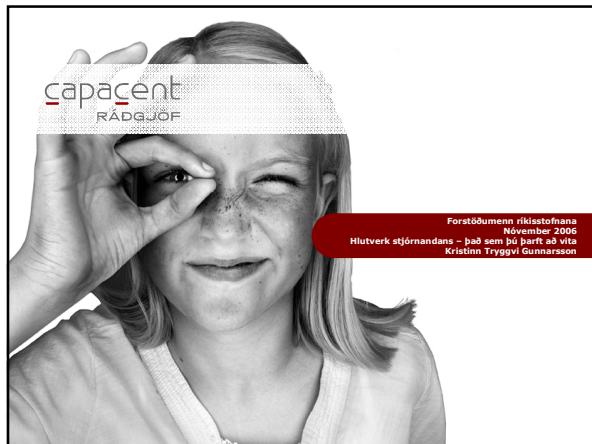 capacent
RÁÐGJÖF
Forstöðumenn ríkisstofnana
Nóvember 2006
Hlutverk stjórnandans – það sem þú þarft að vita
Kristinn Tryggvi Gunnarsson